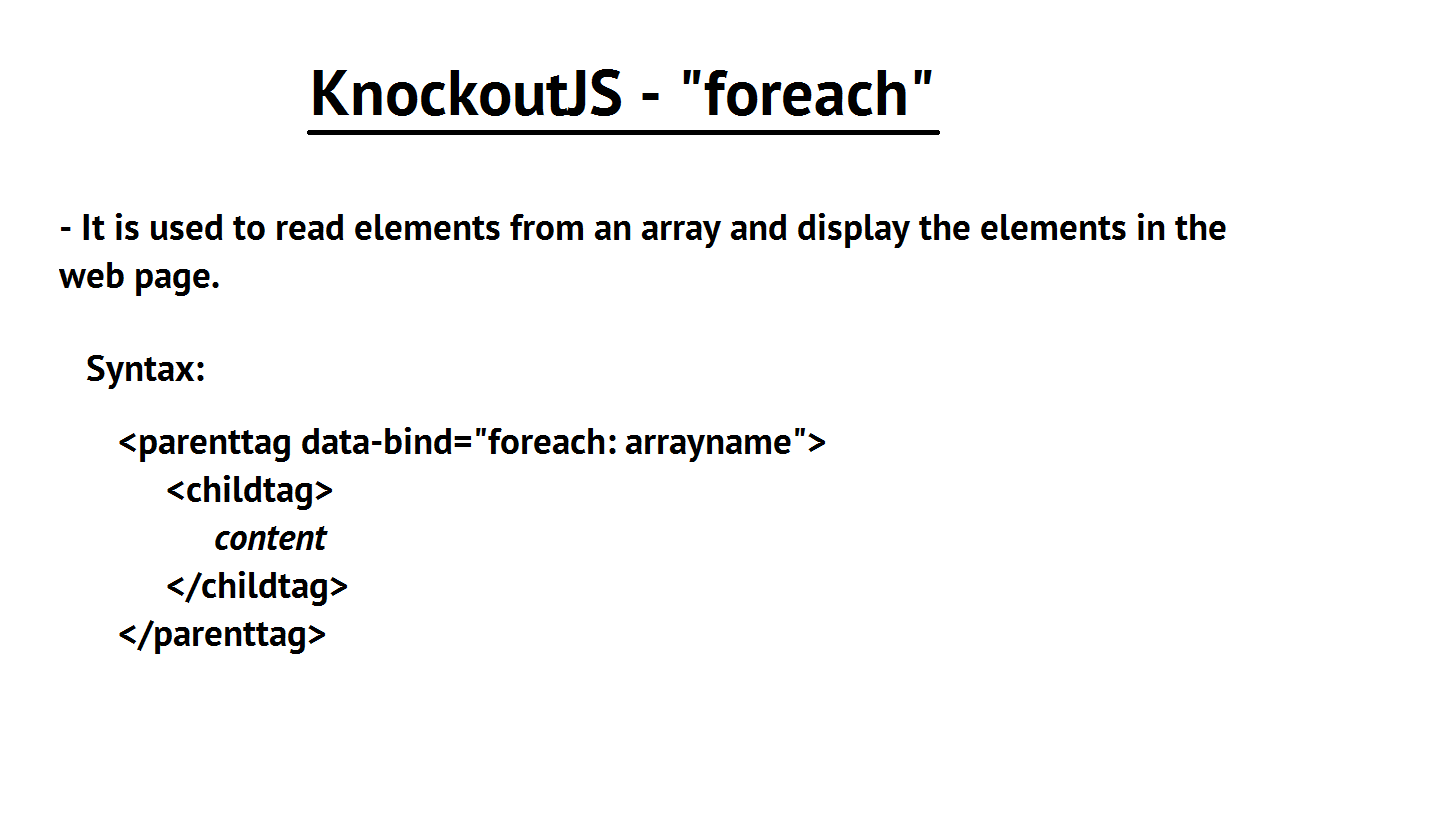 KnockoutJS - "foreach"
- It is used to read elements from an array and display the elements in the
web page.
Syntax:
<parenttag data-bind="foreach: arrayname">
<childtag>
content
</childtag>
</parenttag>